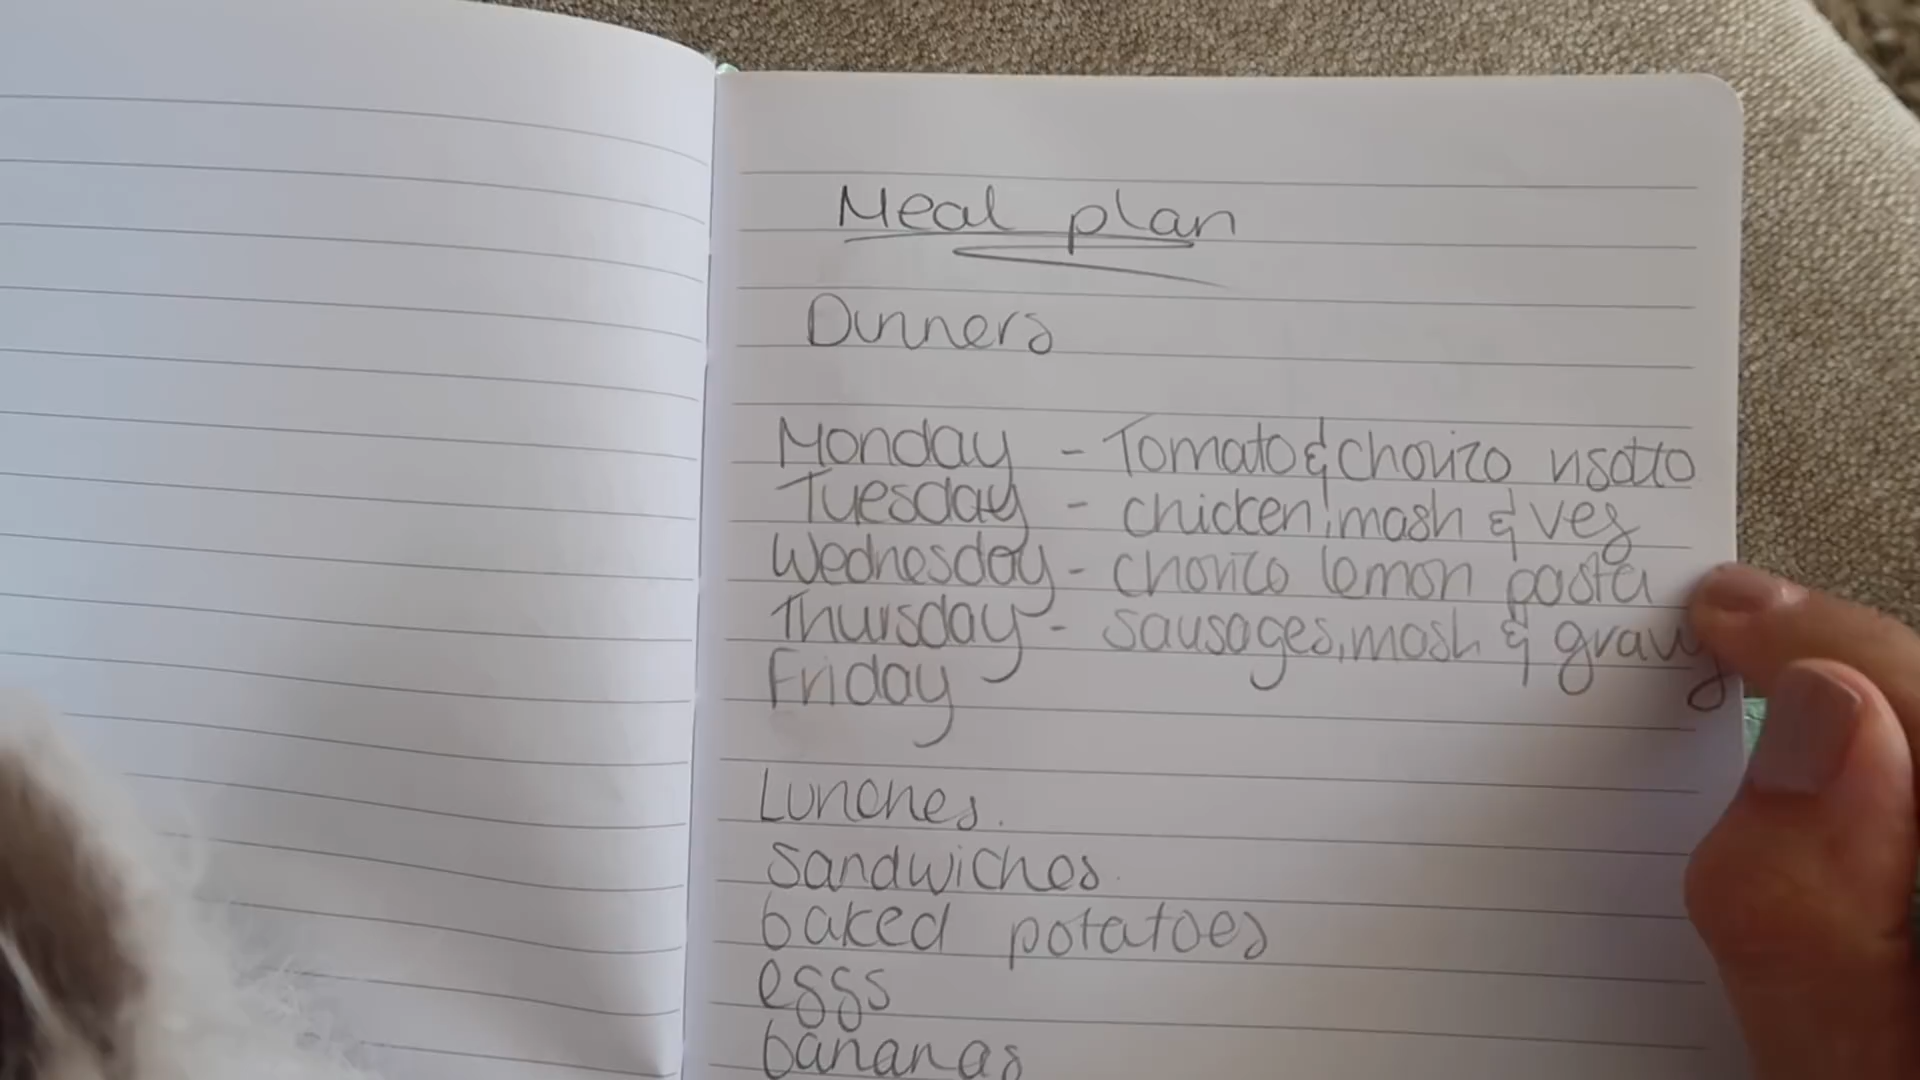 Meal plan
Dinners
Monday - Tomato & chorizo risotto
Tuesday - chicken, mash & veg
Wednesday - chorizo lemon pasta
Thursday - sausages, mash & gravy
Friday
Lunches.
sandwiches
baked potatoes
eggs
bananas